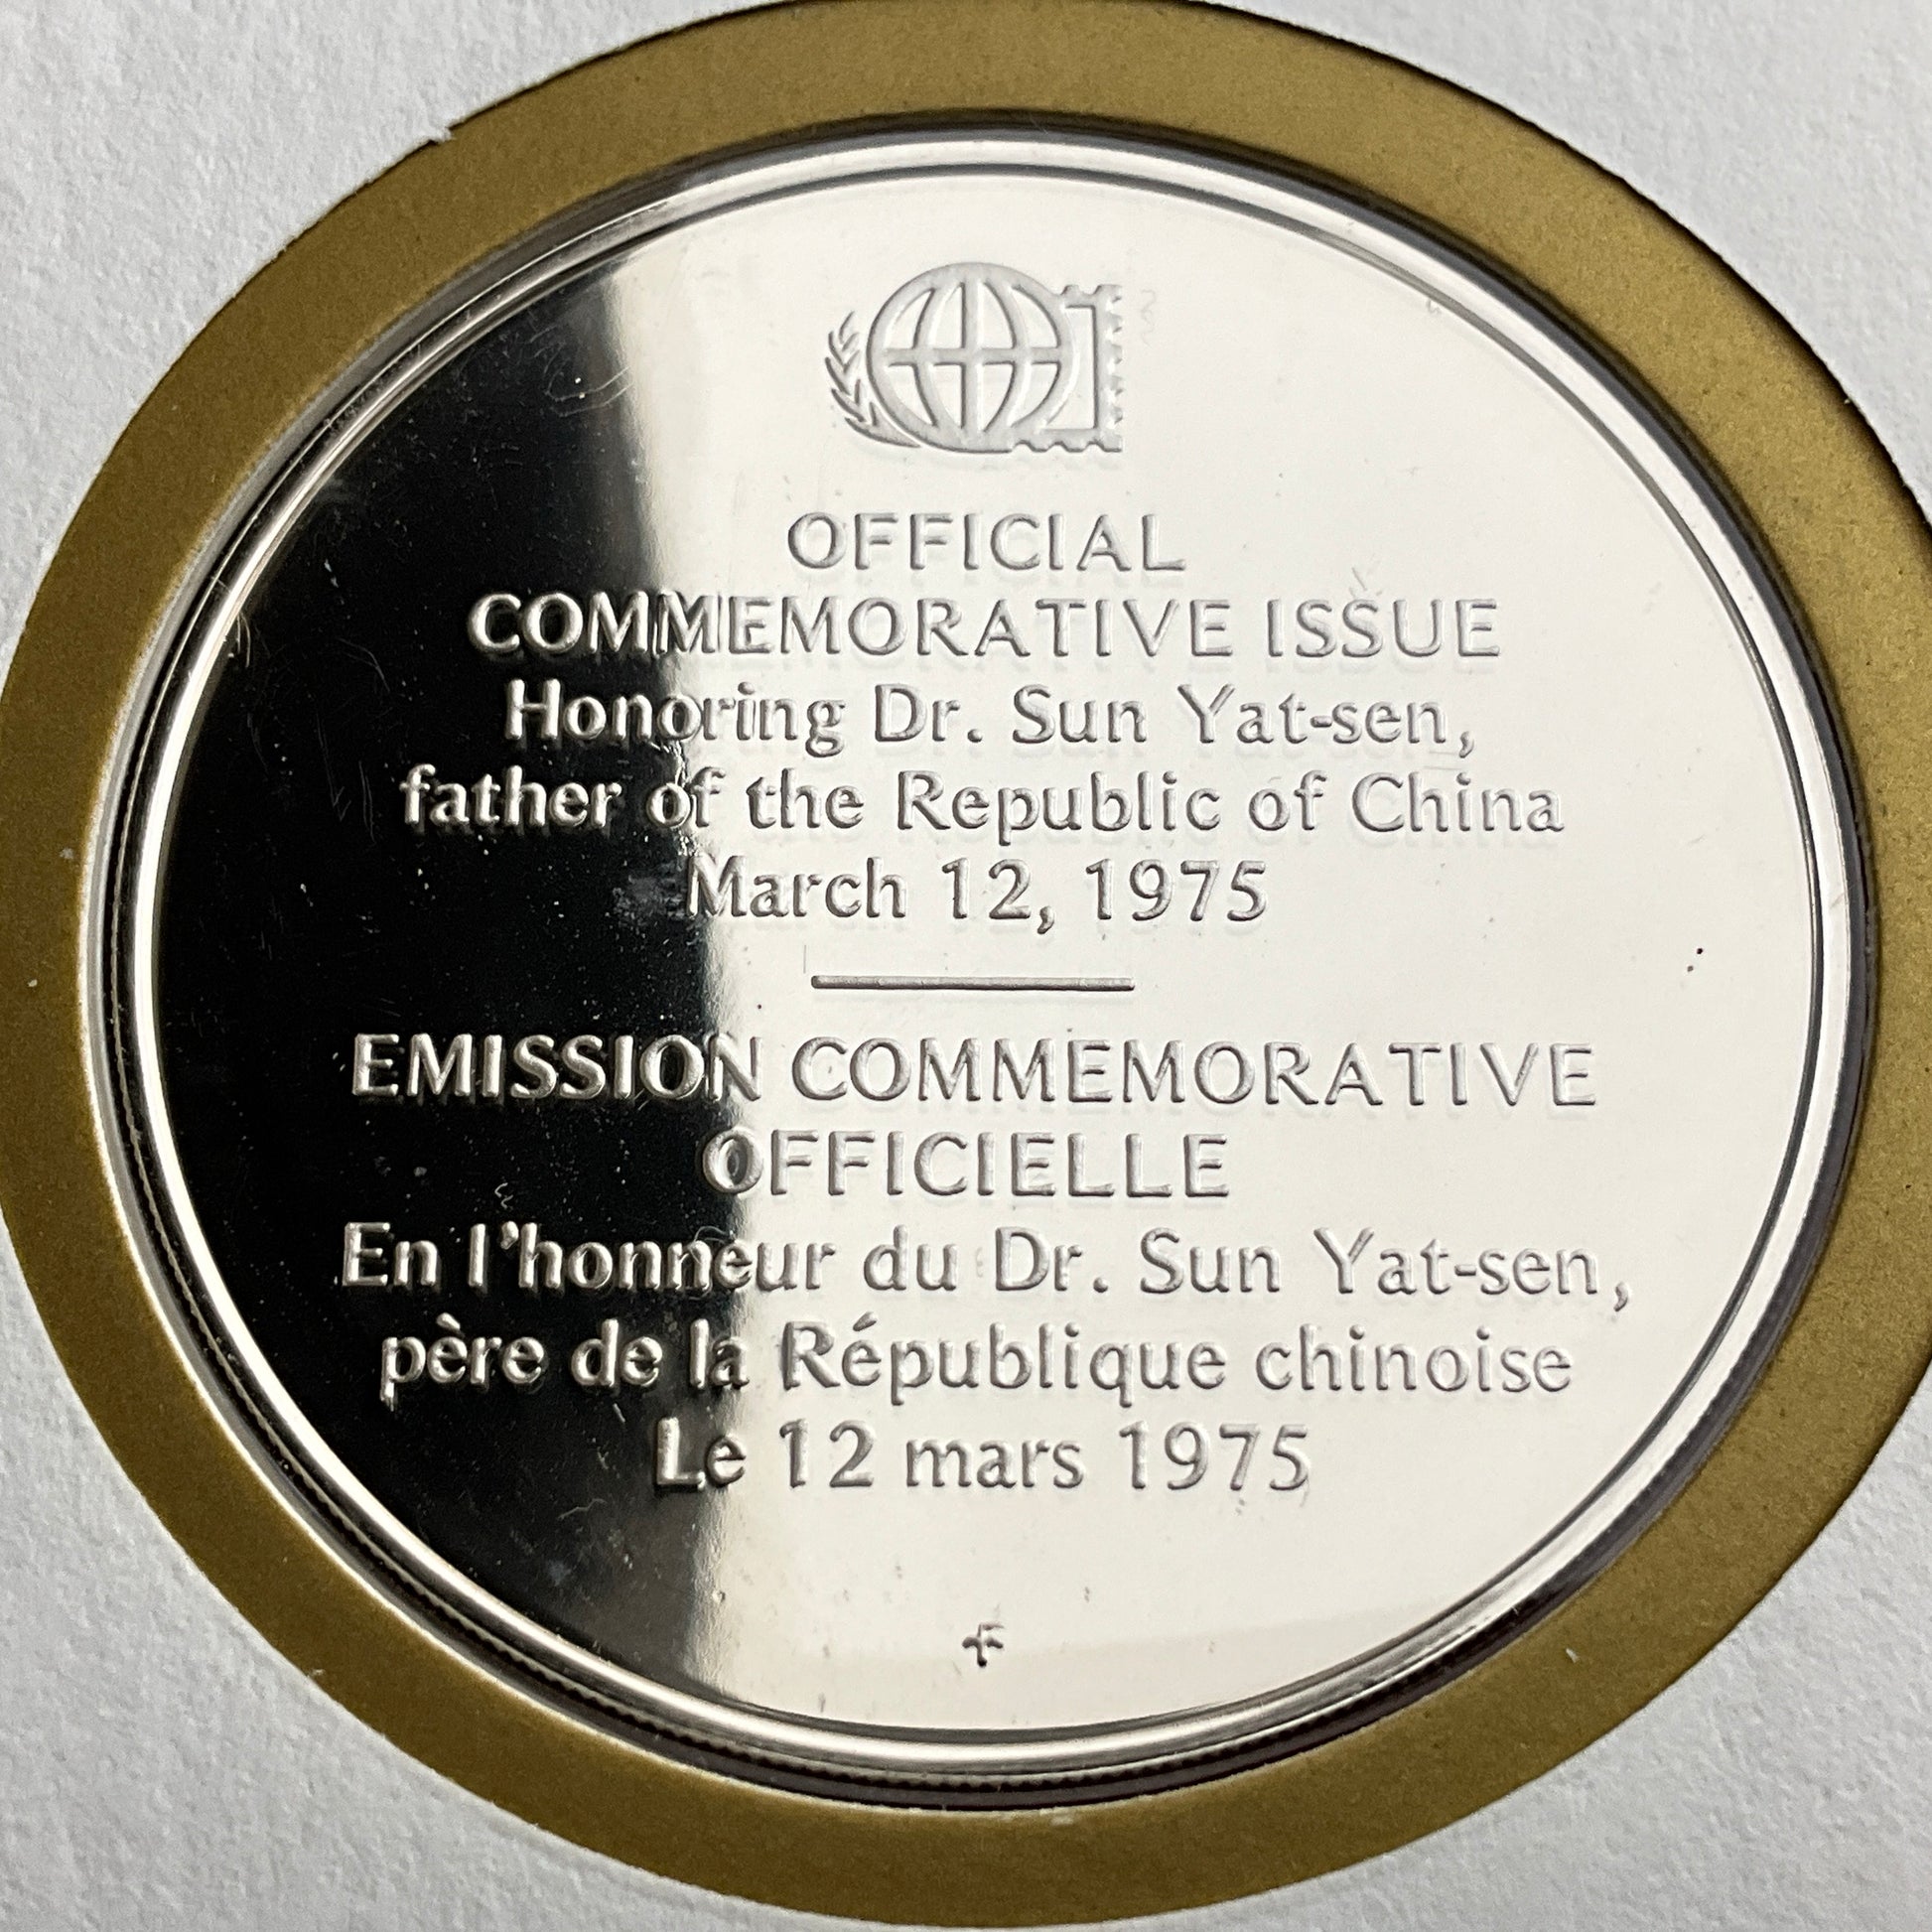 OFFICIAL
COMMEMORATIVE ISSUE
Honoring Dr. Sun Yat-sen,
father of the Republic of China
March 12, 1975
EMISSION COMMEMORATIVE
OFFICIELLE
En l'honneur du Dr. Sun Yat-sen,
père de la République chinoise
Le 12 mars 1975